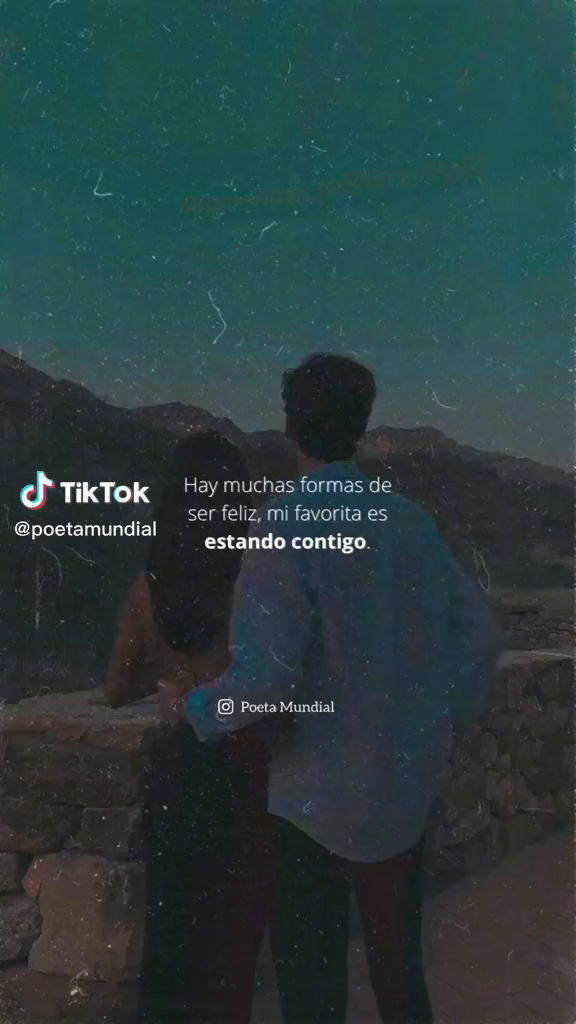 TikTok
@poetamundial
Hay muchas formas de
ser feliz, mi favorita es
estando contigo.
Poeta Mundial